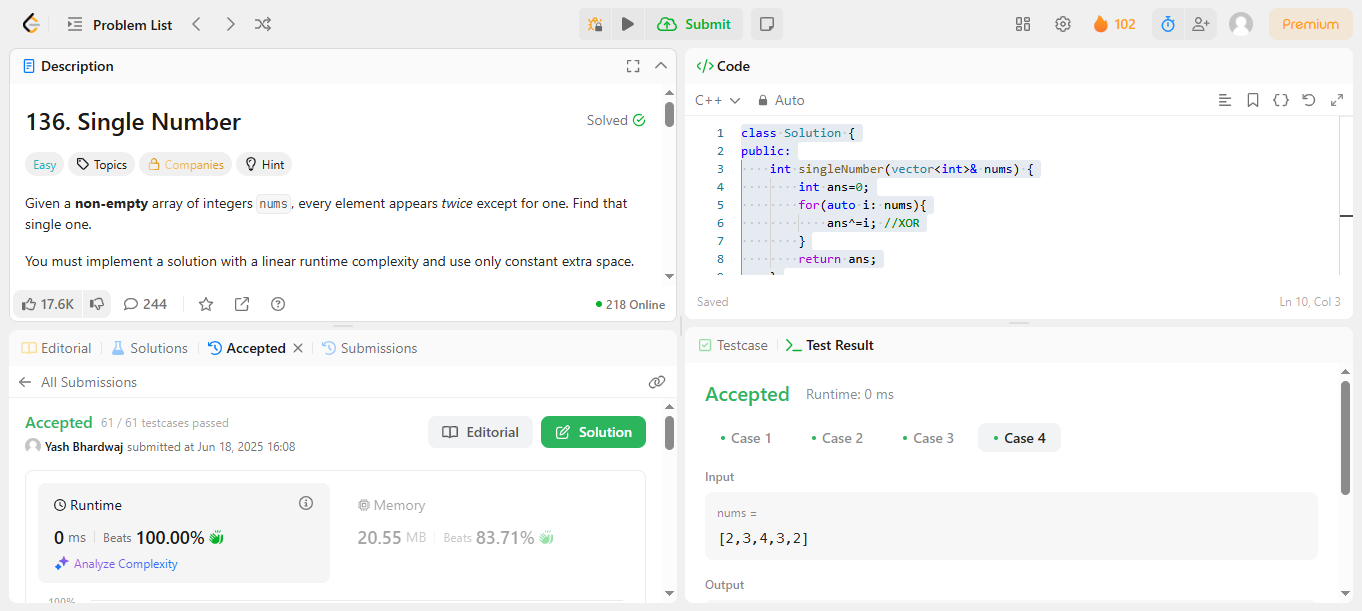 Problem List
Submit
102
Premium
Description
136. Single Number
Solved
Easy
Topics
Companies
Hint
Given a non-empty array of integers nums, every element appears twice except for one. Find that
single one.
You must implement a solution with a linear runtime complexity and use only constant extra space.
17.6K
244
218 Online
Code
C++
Auto
1 class Solution {
2 public:
3 int singleNumber(vector<int>& nums) {
4 int ans=0;
5 for(auto i: nums){
6 ans^=i; //XOR
7 }
8 return ans;
9 }
Saved
Ln 10, Col 3
Editorial
Solutions
Accepted
Submissions
All Submissions
Accepted 61 / 61 testcases passed
Yash Bhardwaj submitted at Jun 18, 2025 16:08
Editorial
Solution
Runtime
0 ms Beats 100.00%
Analyze Complexity
Memory
20.55 MB Beats 83.71%
100%
Testcase
Test Result
Accepted Runtime: 0 ms
Case 1
Case 2
Case 3
Case 4
Input
nums =
[2,3,4,3,2]
Output